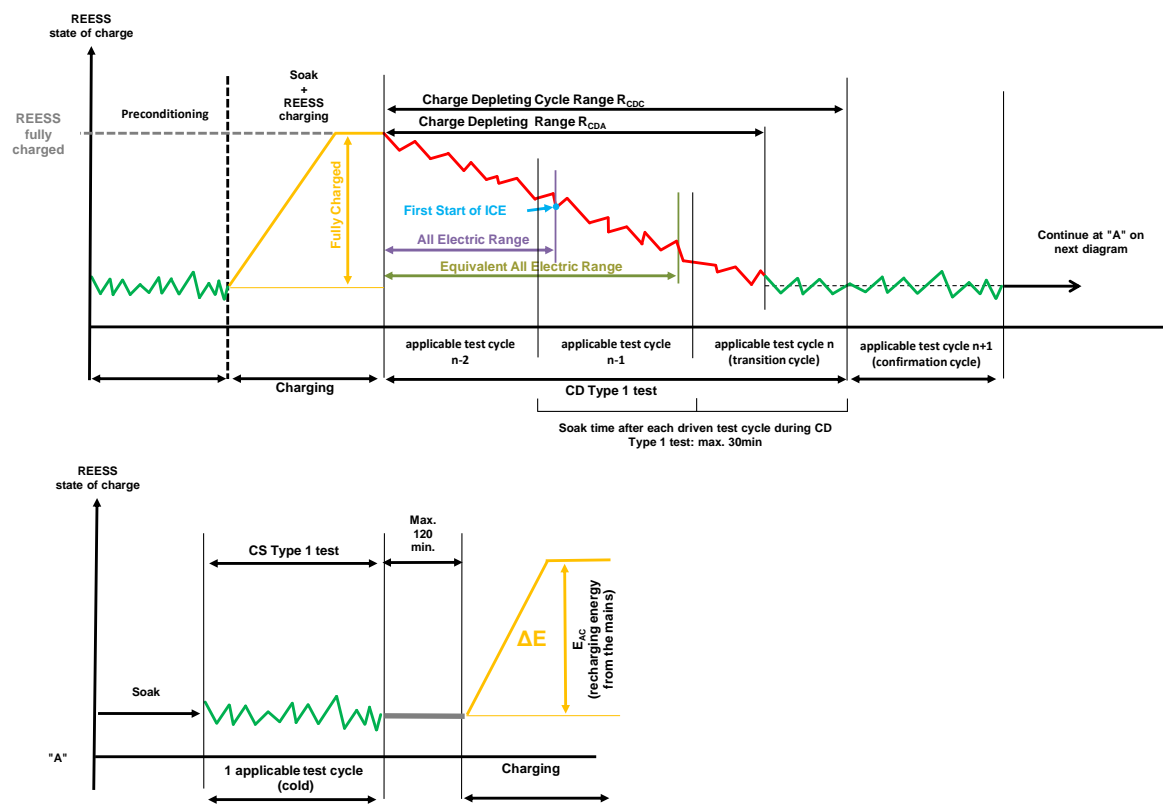 REESS
state of charge
Soak
+
REESS
charging
Preconditioning
REESS
fully
charged
Charge Depleting Cycle Range RCDC
Charge Depleting Range RCDA
Fully Charged
First Start of ICE
All Electric Range
Equivalent All Electric Range
Continue at "A" on
next diagram
applicable test cycle
n-2
applicable test cycle
n-1
applicable test cycle n
(transition cycle)
applicable test cycle n+1
(confirmation cycle)
Charging
CD Type 1 test
Soak time after each driven test cycle during CD
Type 1 test: max. 30min
REESS
state of charge
Max.
120
min.
CS Type 1 test
ΔE
EAC
(recharging energy
from the mains)
Soak
"A"
1 applicable test cycle
(cold)
Charging